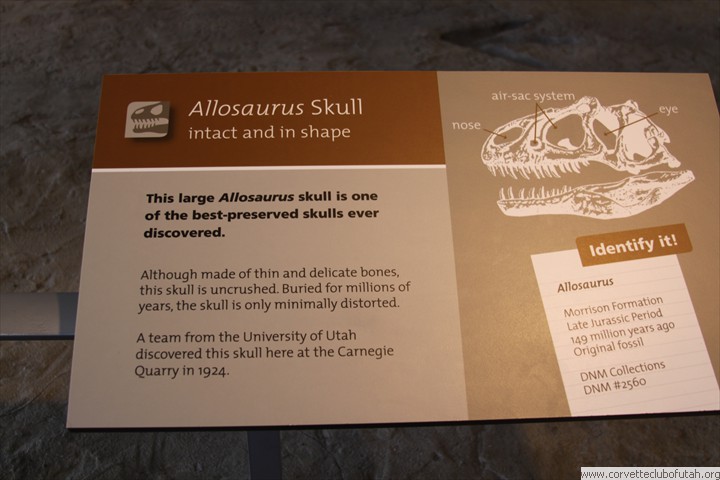 Allosaurus Skull
intact and in shape
This large Allosaurus skull is one
of the best-preserved skulls ever
discovered.
Although made of thin and delicate bones,
this skull is uncrushed. Buried for millions of
years, the skull is only minimally distorted.
A team from the University of Utah
discovered this skull here at the Carnegie
Quarry in 1924.
air-sac system
nose
eye
Identify it!
Allosaurus
Morrison Formation
Late Jurassic Period
149 million years ago
Original fossil
DNM Collections
DNM #2560
www.corvetteclubofutah.org